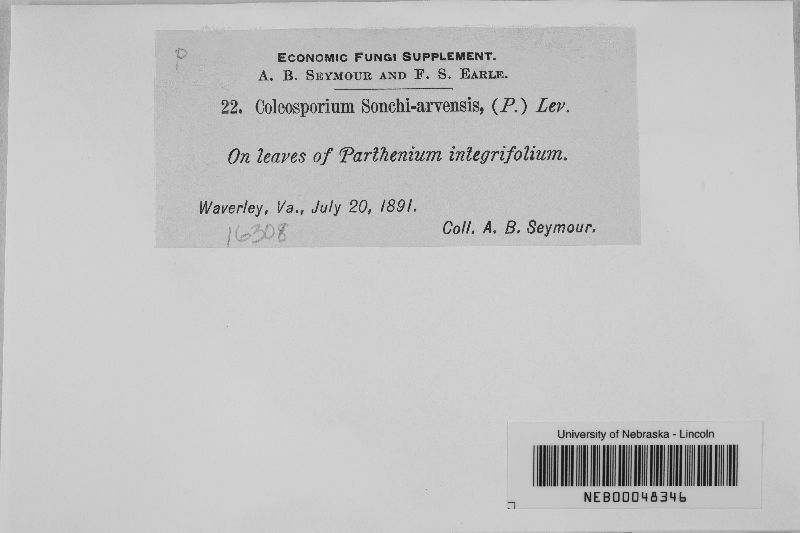 ECONOMIC FUNGI SUPPLEMENT.
A. B. SEYMOUR AND F. S. EARLE.
22. Coleosporium Sonchi-arvensis, (P.) Lev.
On leaves of Parthenium integrifolium.
Waverley, Va., July 20, 1891.
16308
Coll. A. B. Seymour.
University of Nebraska - Lincoln
NEB00048346